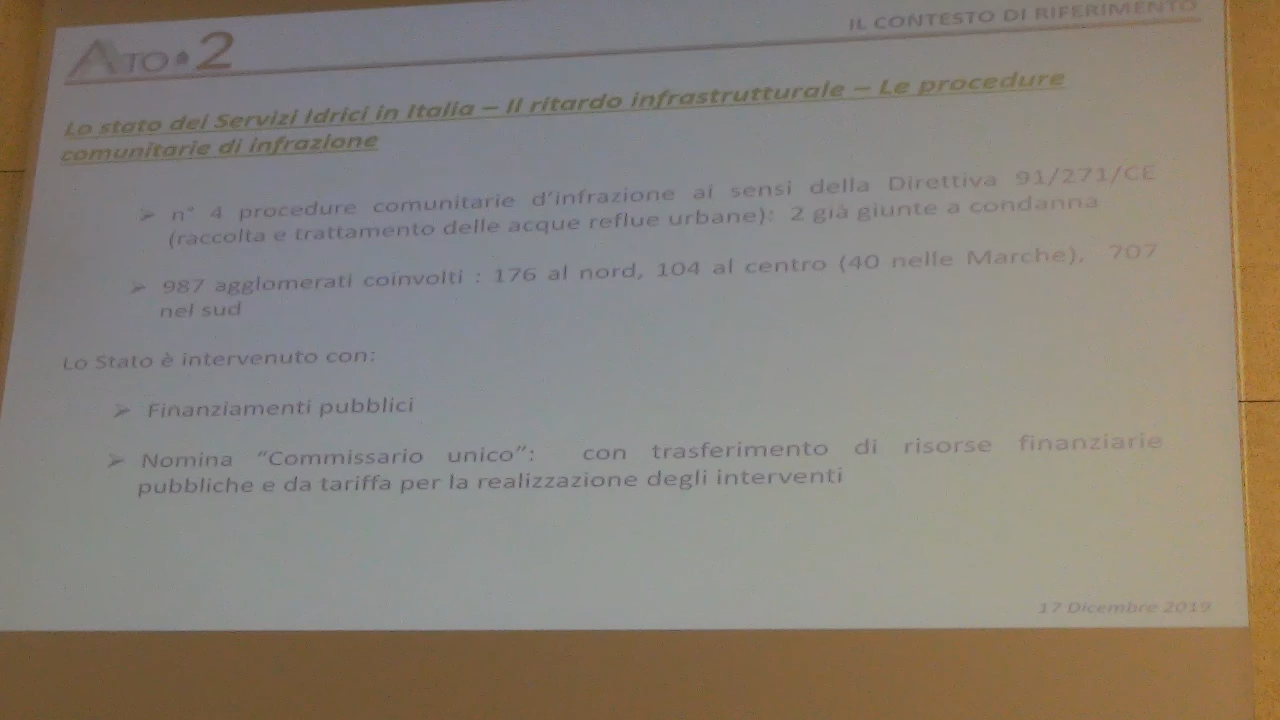 ATO 2
IL CONTESTO DI RIFERIMENTO
Lo stato dei Servizi Idrici in Italia – Il ritardo infrastrutturale – Le procedure
comunitarie di infrazione
➢ n° 4 procedure comunitarie d’infrazione ai sensi della Direttiva 91/271/CE
(raccolta e trattamento delle acque reflue urbane): 2 già giunte a condanna
➢ 987 agglomerati coinvolti : 176 al nord, 104 al centro (40 nelle Marche), 707
nel sud
Lo Stato è intervenuto con:
➢ Finanziamenti pubblici
➢ Nomina “Commissario unico”: con trasferimento di risorse finanziarie
pubbliche e da tariffa per la realizzazione degli interventi
17 Dicembre 2019